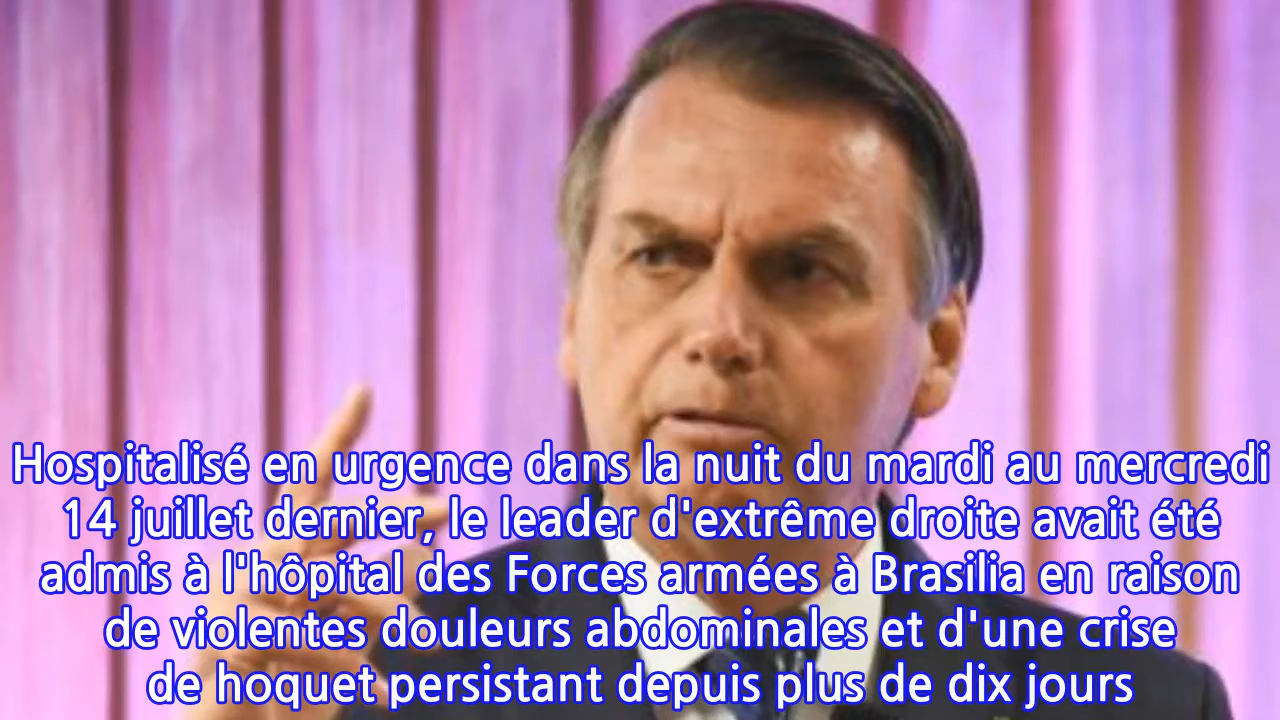 Hospitalisé en urgence dans la nuit du mardi au mercredi
14 juillet dernier, le leader d'extrême droite avait été
admis à l'hôpital des Forces armées à Brasilia en raison
de violentes douleurs abdominales et d'une crise
de hoquet persistant depuis plus de dix jours